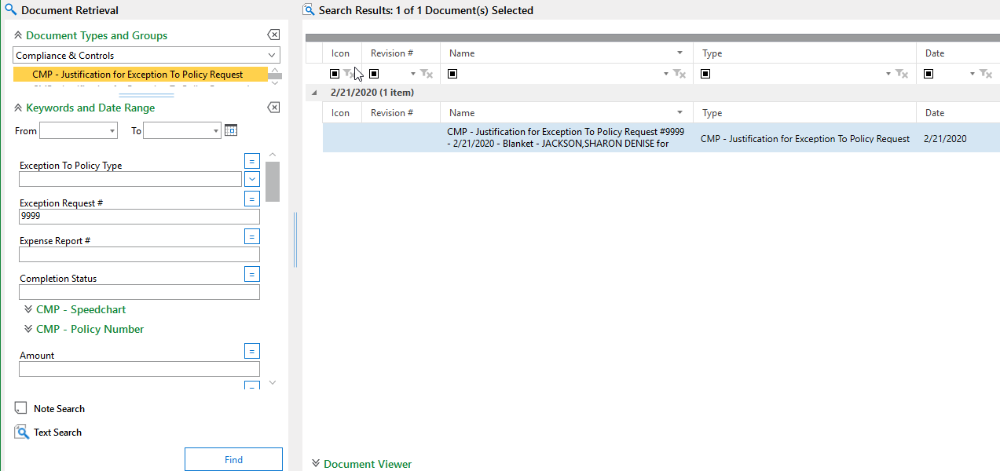 Document Retrieval
Document Types and Groups
Compliance & Controls
CMP - Justification for Exception To Policy Request
Keywords and Date Range
From
To
Exception To Policy Type
=
Exception Request #
=
9999
Expense Report #
=
Completion Status
=
CMP - Speedchart
CMP - Policy Number
Amount
=
Note Search
Text Search
Find
Search Results: 1 of 1 Document(s) Selected
Icon Revision # Name Type Date
2/21/2020 (1 item)
Icon Revision # Name Type Date
CMP - Justification for Exception To Policy Request #9999
- 2/21/2020 - Blanket - JACKSON,SHARON DENISE for
CMP - Justification for Exception To Policy Request
2/21/2020
Document Viewer